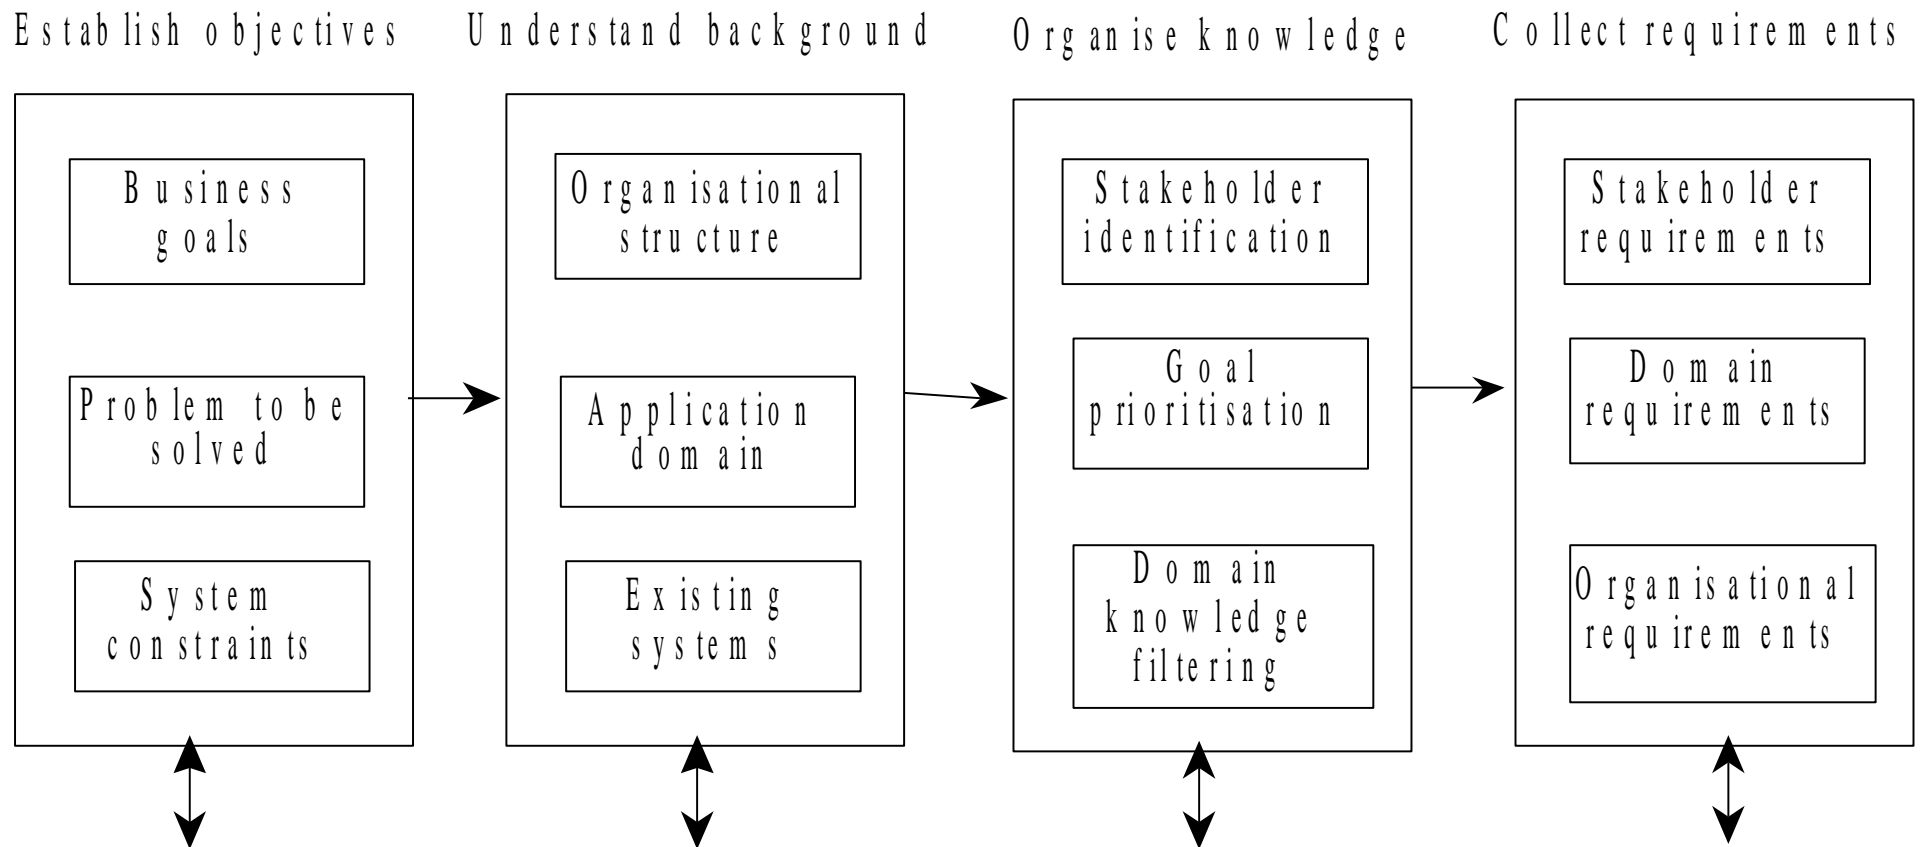 Establish objectives
Understand background
Organise knowledge
Collect requirements
Business
goals
Problem to be
solved
System
constraints
Organisational
structure
Application
domain
Existing
systems
Stakeholder
identification
Goal
prioritisation
Domain
knowledge
filtering
Stakeholder
requirements
Domain
requirements
Organisational
requirements